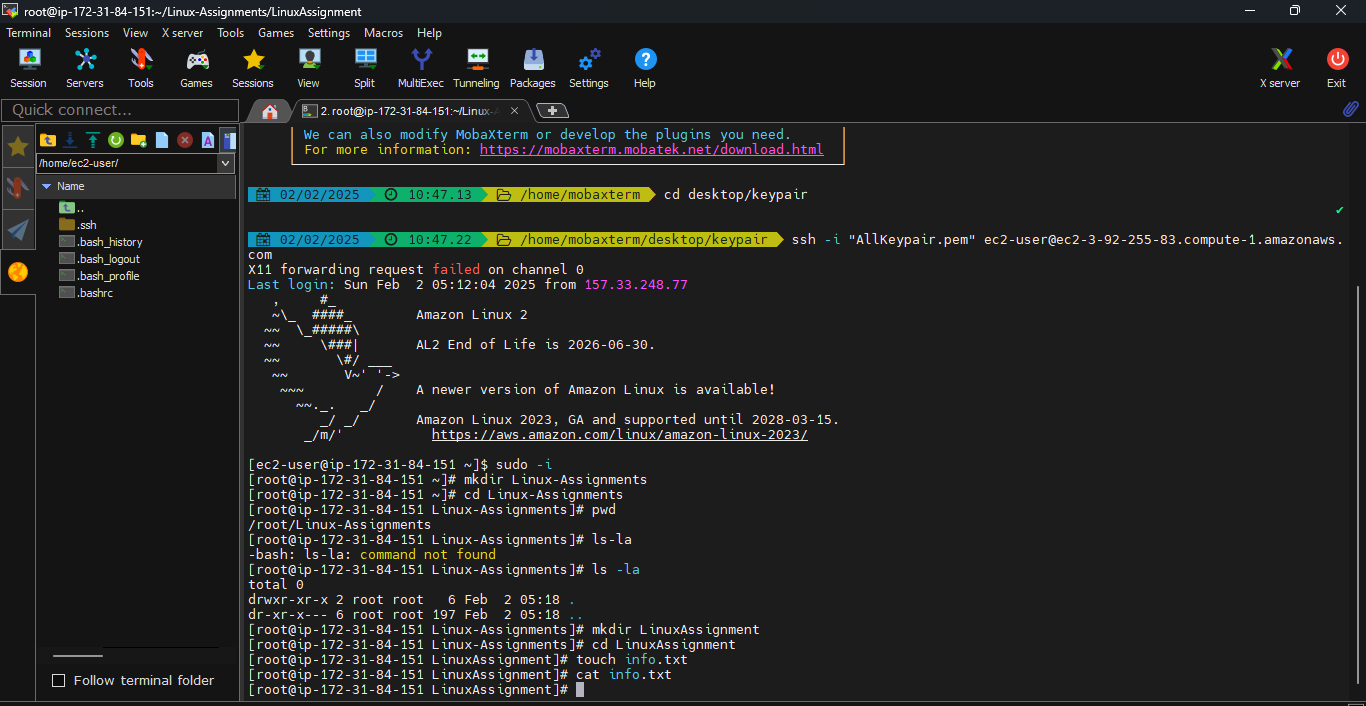 root@ip-172-31-84-151:~/Linux-Assignments/LinuxAssignment
Terminal Sessions View X server Tools Games Settings Macros Help
Session Servers Tools Games Sessions View Split MultiExec Tunneling Packages Settings Help X server Exit
Quick connect...
2. root@ip-172-31-84-151:~/Linux-
/home/ec2-user/
Name
..
.ssh
.bash_history
.bash_logout
.bash_profile
.bashrc
Follow terminal folder
We can also modify MobaXterm or develop the plugins you need.
For more information: https://mobaxterm.mobatek.net/download.html
02/02/2025 10:47.13 /home/mobaxterm cd desktop/keypair
02/02/2025 10:47.22 /home/mobaxterm/desktop/keypair ssh -i "AllKeypair.pem" ec2-user@ec2-3-92-255-83.compute-1.amazonaws.
com
X11 forwarding request failed on channel 0
Last login: Sun Feb  2 05:12:04 2025 from 157.33.248.77
   ,     #_
   ~\_  ####_        Amazon Linux 2
  ~~  \_#####\
  ~~     \###|       AL2 End of Life is 2026-06-30.
  ~~       \#/ ___
   ~~       V~' '->
    ~~~         /    A newer version of Amazon Linux is available!
      ~~._.   _/
         _/ _/       Amazon Linux 2023, GA and supported until 2028-03-15.
       _/m/'           https://aws.amazon.com/linux/amazon-linux-2023/
[ec2-user@ip-172-31-84-151 ~]$ sudo -i
[root@ip-172-31-84-151 ~]# mkdir Linux-Assignments
[root@ip-172-31-84-151 ~]# cd Linux-Assignments
[root@ip-172-31-84-151 Linux-Assignments]# pwd
/root/Linux-Assignments
[root@ip-172-31-84-151 Linux-Assignments]# ls-la
-bash: ls-la: command not found
[root@ip-172-31-84-151 Linux-Assignments]# ls -la
total 0
drwxr-xr-x 2 root root   6 Feb  2 05:18 .
dr-xr-x--- 6 root root 197 Feb  2 05:18 ..
[root@ip-172-31-84-151 Linux-Assignments]# mkdir LinuxAssignment
[root@ip-172-31-84-151 Linux-Assignments]# cd LinuxAssignment
[root@ip-172-31-84-151 LinuxAssignment]# touch info.txt
[root@ip-172-31-84-151 LinuxAssignment]# cat info.txt
[root@ip-172-31-84-151 LinuxAssignment]#